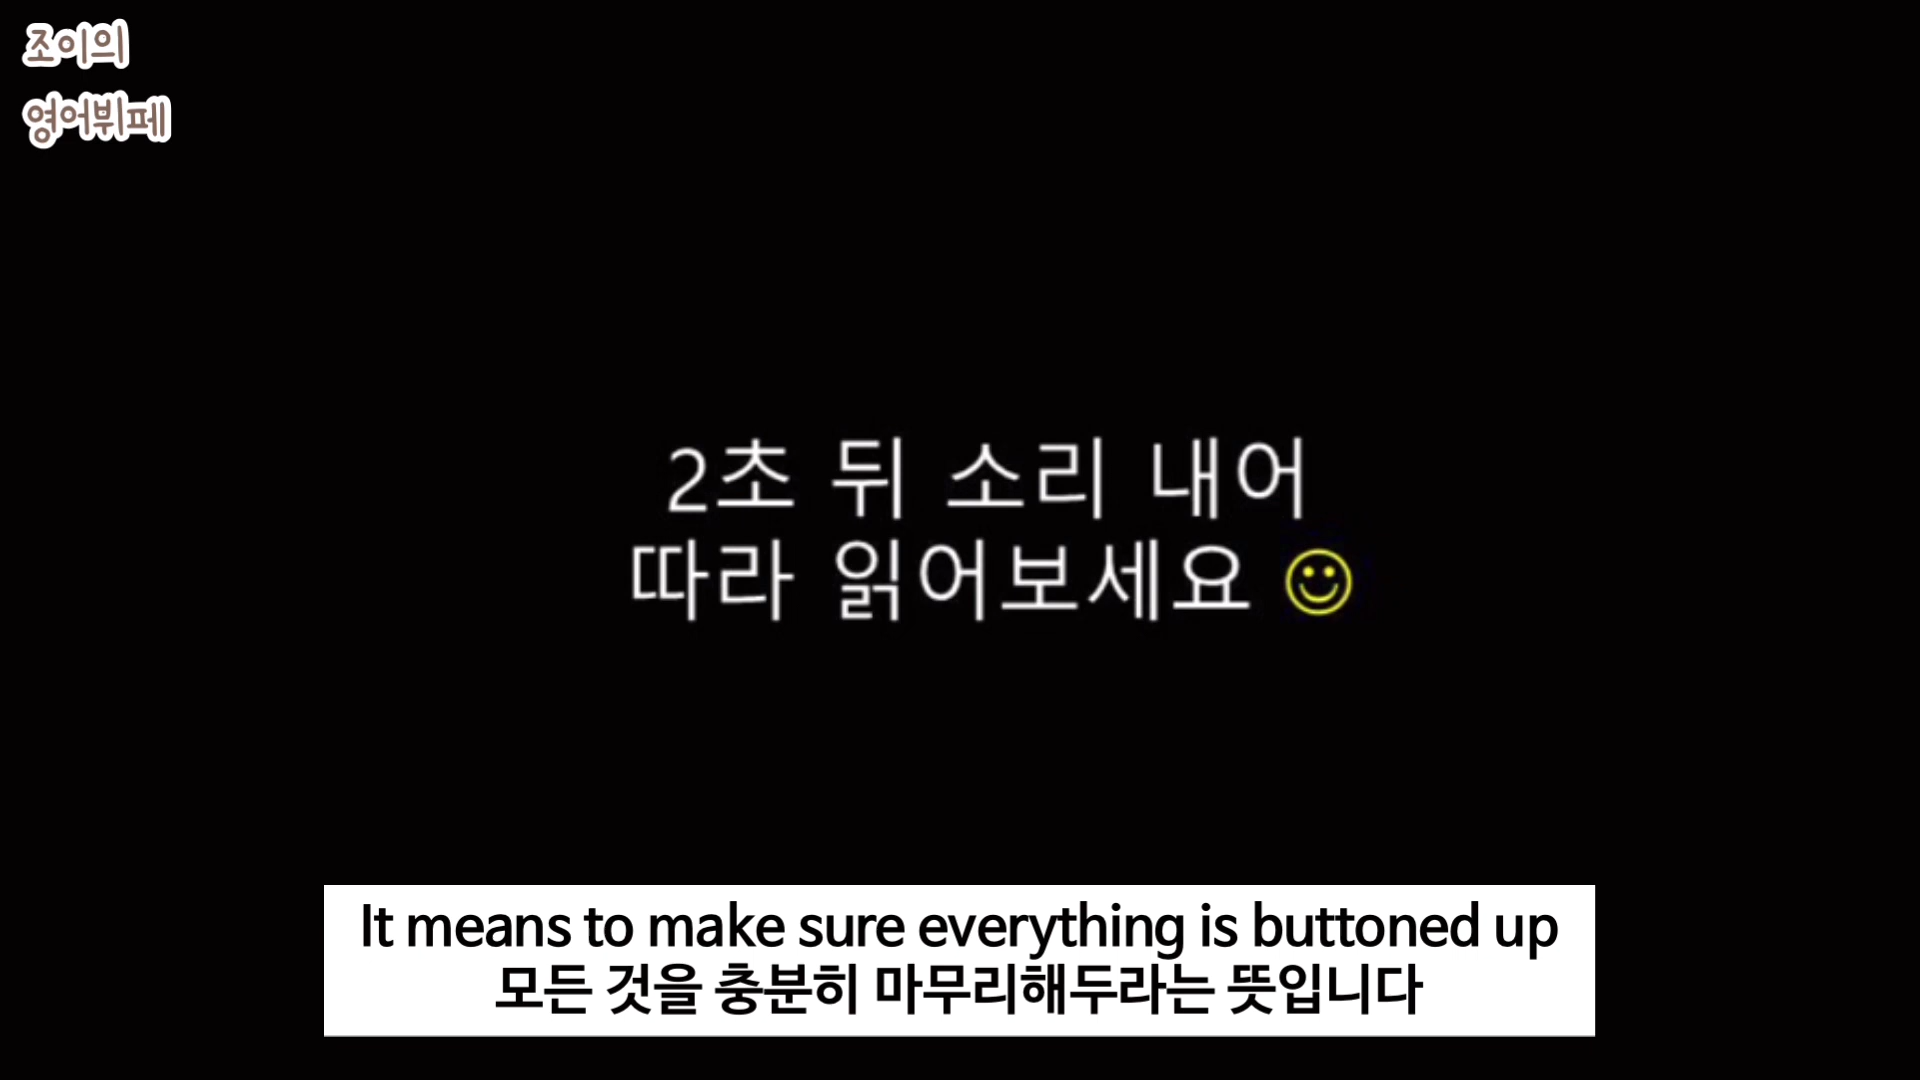 조이의
영어뷔페
2초 뒤 소리 내어
따라 읽어보세요
It means to make sure everything is buttoned up
모든 것을 충분히 마무리해두라는 뜻입니다